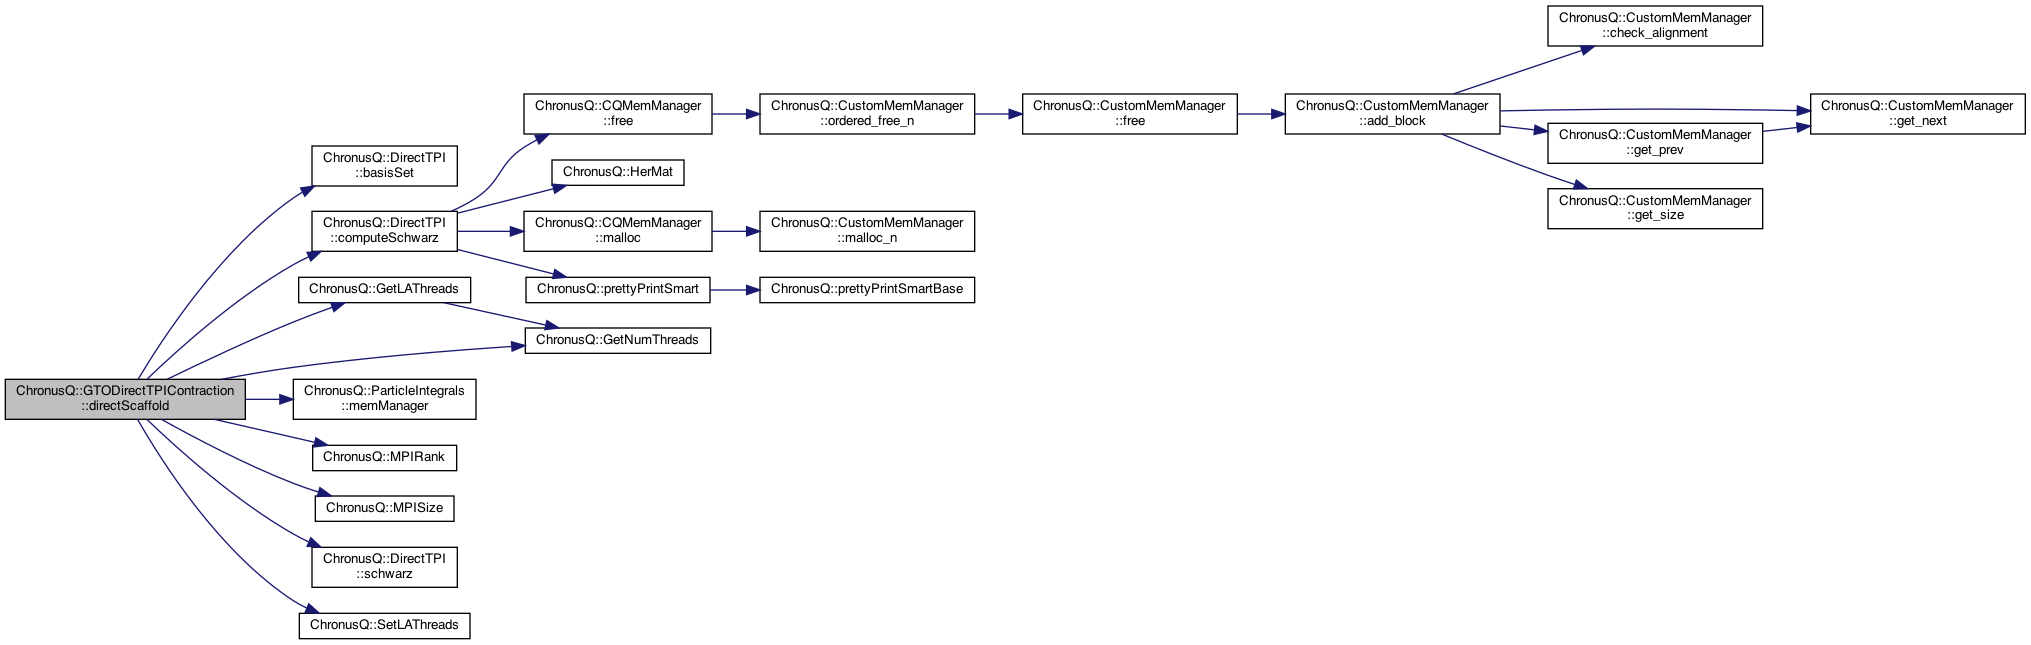 ChronusQ::GTODirectTPIContraction
::directScaffold
ChronusQ::DirectTPI
::basisSet
ChronusQ::DirectTPI
::computeSchwarz
ChronusQ::GetLAThreads
ChronusQ::ParticleIntegrals
::memManager
ChronusQ::MPIRank
ChronusQ::MPISize
ChronusQ::DirectTPI
::schwarz
ChronusQ::SetLAThreads
ChronusQ::CQMemManager
::free
ChronusQ::HerMat
ChronusQ::CQMemManager
::malloc
ChronusQ::prettyPrintSmart
ChronusQ::GetNumThreads
ChronusQ::CustomMemManager
::ordered_free_n
ChronusQ::CustomMemManager
::malloc_n
ChronusQ::prettyPrintSmartBase
ChronusQ::CustomMemManager
::free
ChronusQ::CustomMemManager
::add_block
ChronusQ::CustomMemManager
::check_alignment
ChronusQ::CustomMemManager
::get_prev
ChronusQ::CustomMemManager
::get_size
ChronusQ::CustomMemManager
::get_next